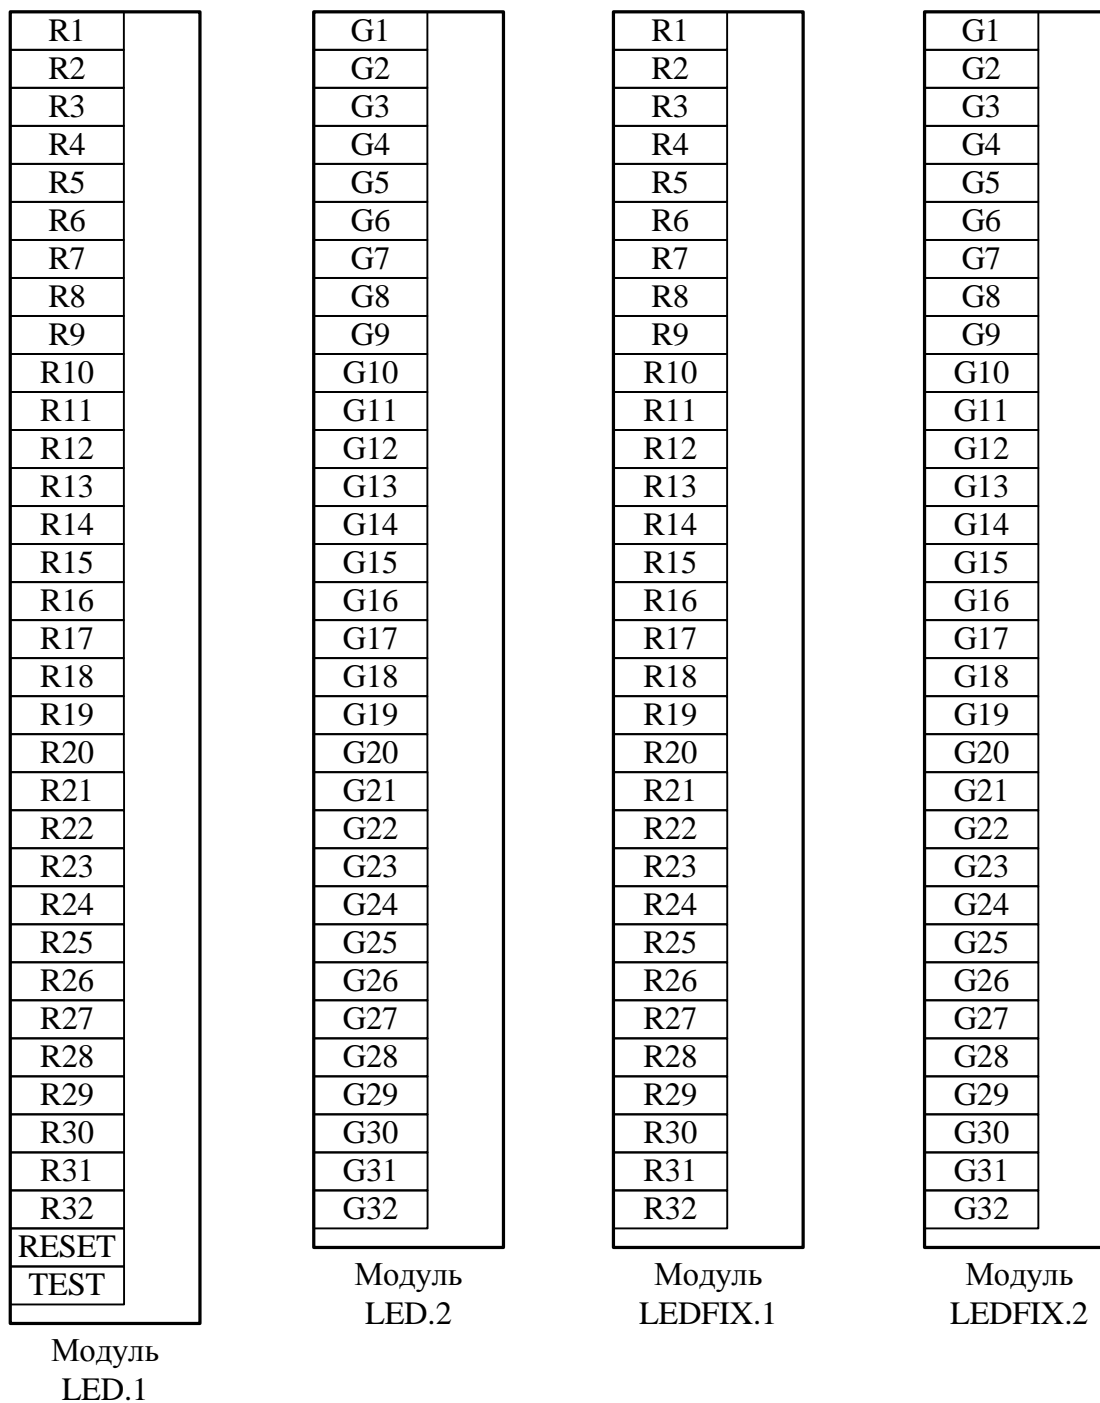 R1
R2
R3
R4
R5
R6
R7
R8
R9
R10
R11
R12
R13
R14
R15
R16
R17
R18
R19
R20
R21
R22
R23
R24
R25
R26
R27
R28
R29
R30
R31
R32
RESET
TEST
Модуль
LED.1
G1
G2
G3
G4
G5
G6
G7
G8
G9
G10
G11
G12
G13
G14
G15
G16
G17
G18
G19
G20
G21
G22
G23
G24
G25
G26
G27
G28
G29
G30
G31
G32
Модуль
LED.2
R1
R2
R3
R4
R5
R6
R7
R8
R9
R10
R11
R12
R13
R14
R15
R16
R17
R18
R19
R20
R21
R22
R23
R24
R25
R26
R27
R28
R29
R30
R31
R32
Модуль
LEDFIX.1
G1
G2
G3
G4
G5
G6
G7
G8
G9
G10
G11
G12
G13
G14
G15
G16
G17
G18
G19
G20
G21
G22
G23
G24
G25
G26
G27
G28
G29
G30
G31
G32
Модуль
LEDFIX.2